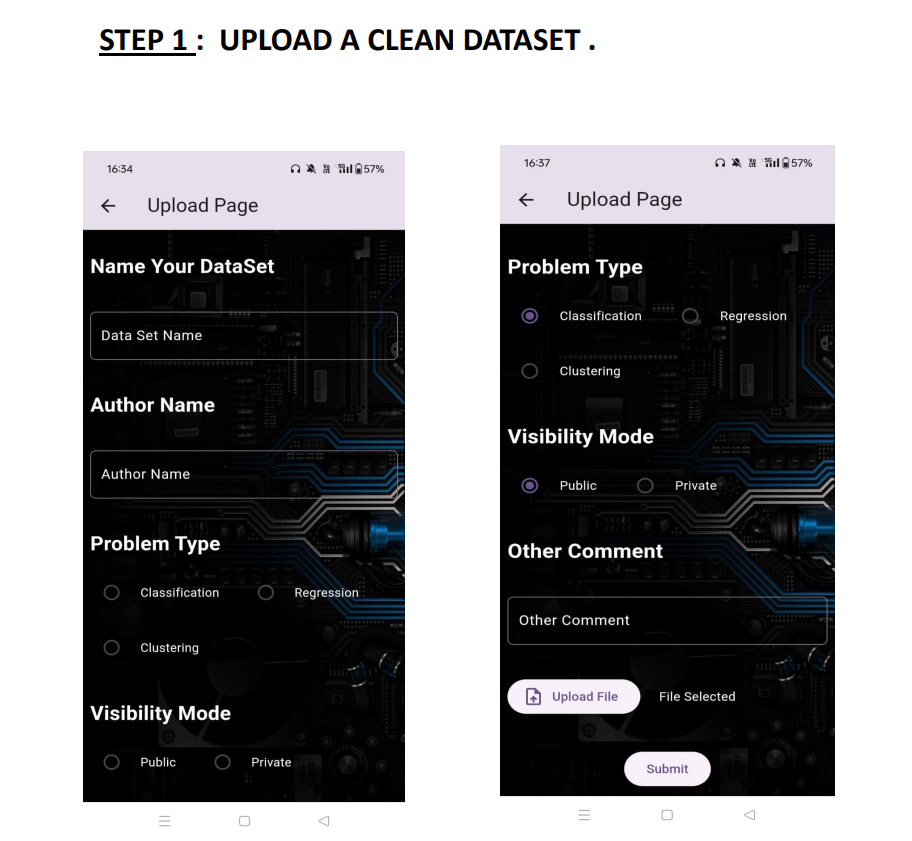 STEP 1 : UPLOAD A CLEAN DATASET .
16:34
57%
Upload Page
Name Your DataSet
Data Set Name
Author Name
Author Name
Problem Type
Classification
Regression
Clustering
Visibility Mode
Public
Private
16:37
57%
Upload Page
Problem Type
Classification
Regression
Clustering
Visibility Mode
Public
Private
Other Comment
Other Comment
Upload File
File Selected
Submit